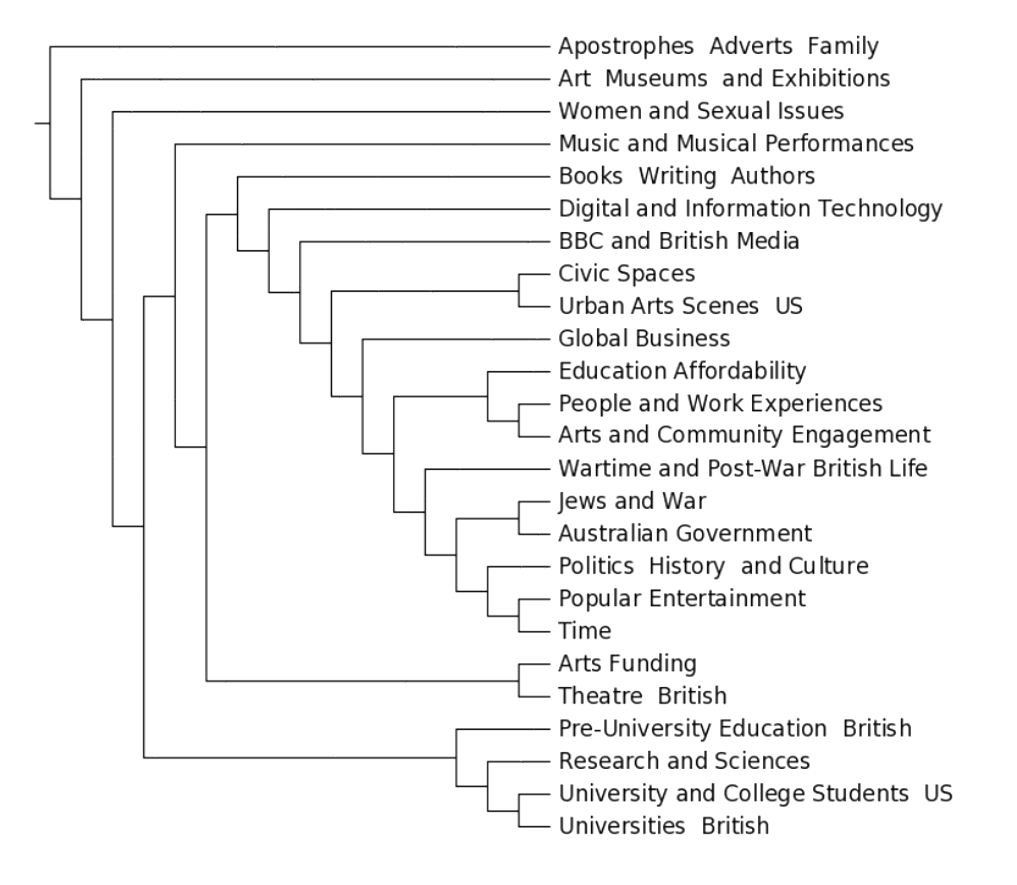 Apostrophes  Adverts  Family
Art  Museums  and Exhibitions
Women and Sexual Issues
Music and Musical Performances
Books  Writing  Authors
Digital and Information Technology
BBC and British Media
Civic Spaces
Urban Arts Scenes  US
Global Business
Education Affordability
People and Work Experiences
Arts and Community Engagement
Wartime and Post-War British Life
Jews and War
Australian Government
Politics  History  and Culture
Popular Entertainment
Time
Arts Funding
Theatre  British
Pre-University Education  British
Research and Sciences
University and College Students  US
Universities  British